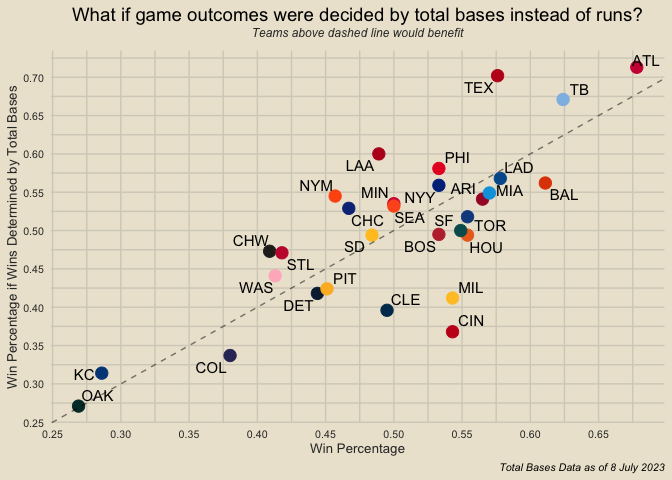 What if game outcomes were decided by total bases instead of runs?
Teams above dashed line would benefit
Win Percentage if Wins Determined by Total Bases
0.70
0.65
0.60
0.55
0.50
0.45
0.40
0.35
0.30
0.25
ATL
TEX
TB
LAA
PHI
LAD
NYM
MIN
NYY
ARI
MIA
BAL
CHC
SEA
SF
TOR
CHW
SD
BOS
HOU
STL
WAS
PIT
DET
CLE
MIL
CIN
COL
KC
OAK
0.25
0.30
0.35
0.40
0.45
0.50
0.55
0.60
0.65
Win Percentage
Total Bases Data as of 8 July 2023